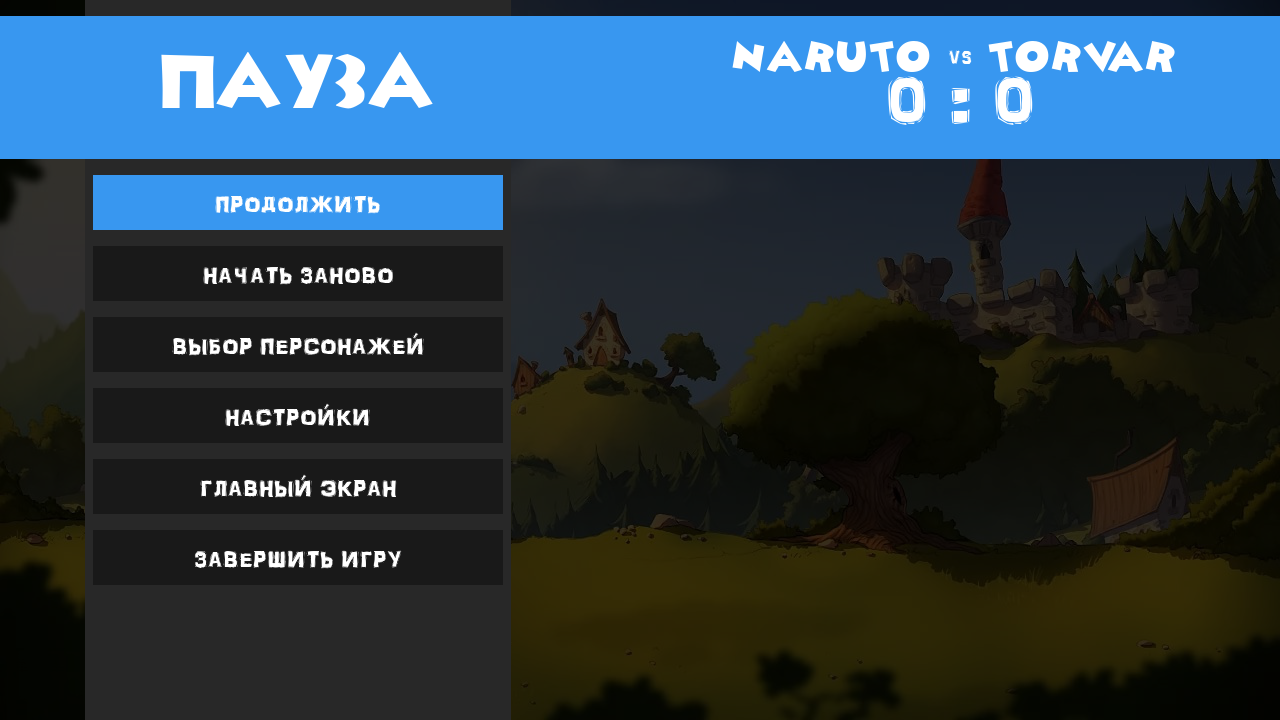 ПАУЗА
NARUTO VS TORVAR
0 : 0
ПРОДОЛЖИТЬ
НАЧАТЬ ЗАНОВО
ВЫБОР ПЕРСОНАЖЕЙ
НАСТРОЙКИ
ГЛАВНЫЙ ЭКРАН
ЗАВЕРШИТЬ ИГРУ